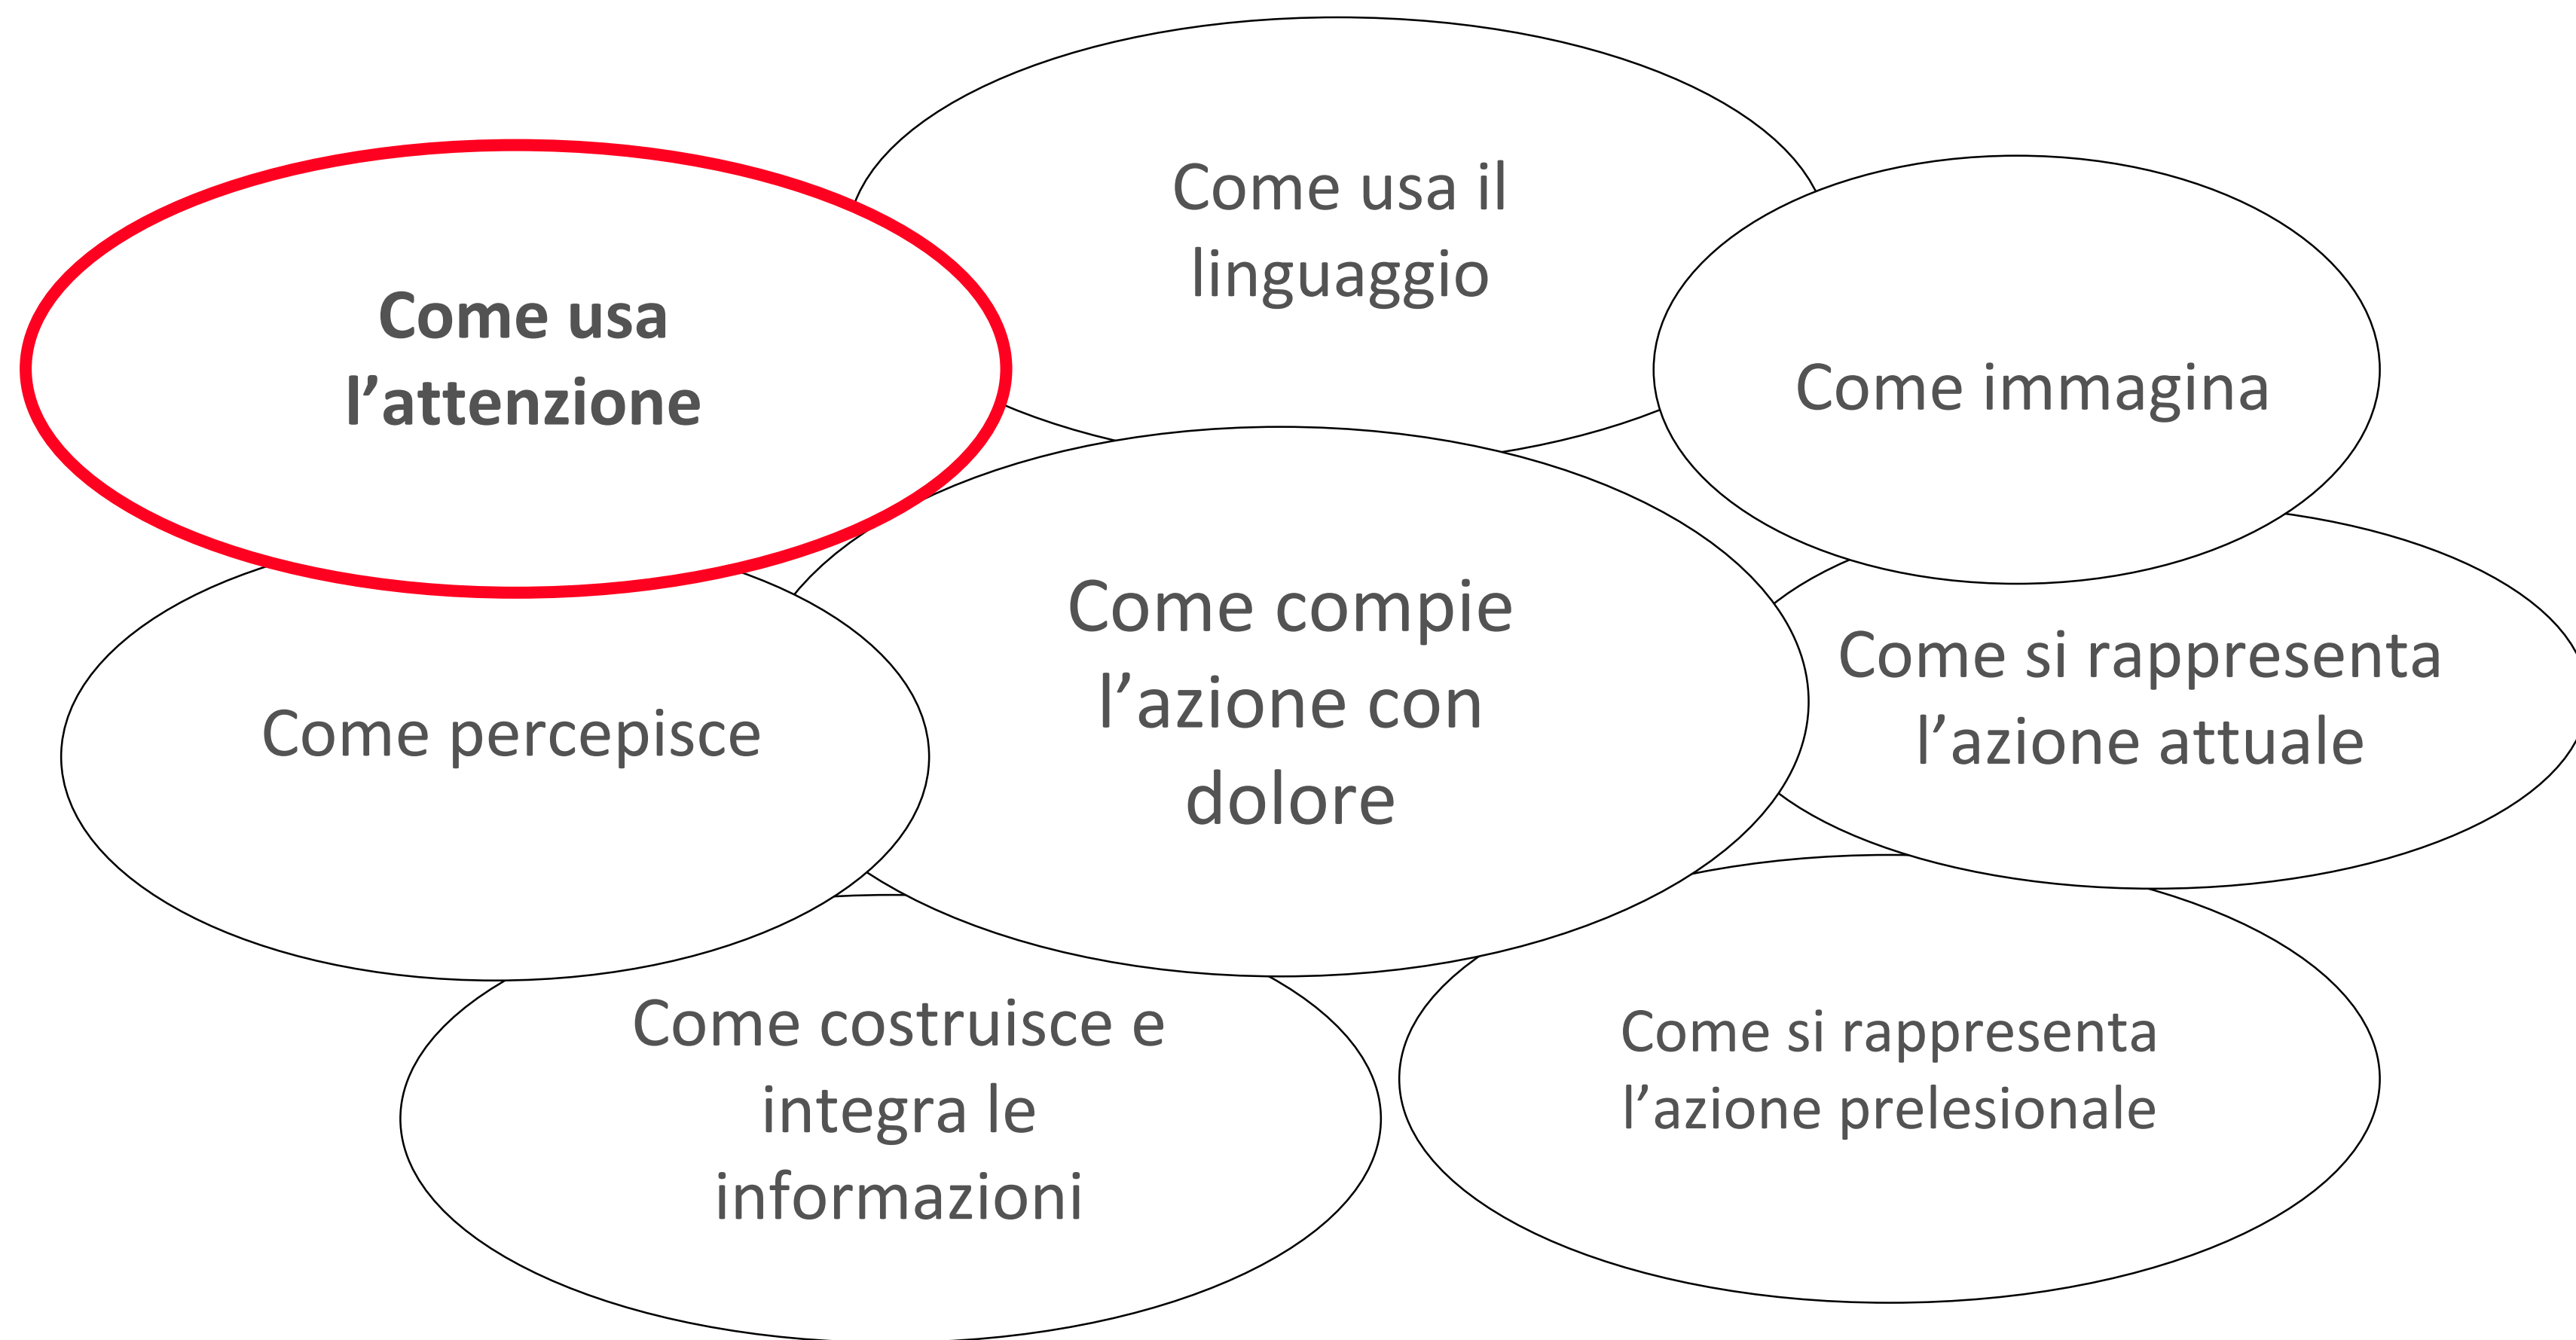 Come usa il
linguaggio
Come usa
l’attenzione
Come immagina
Come compie
l’azione con
dolore
Come si rappresenta
l’azione attuale
Come percepisce
Come costruisce e
integra le
informazioni
Come si rappresenta
l’azione prelesionale